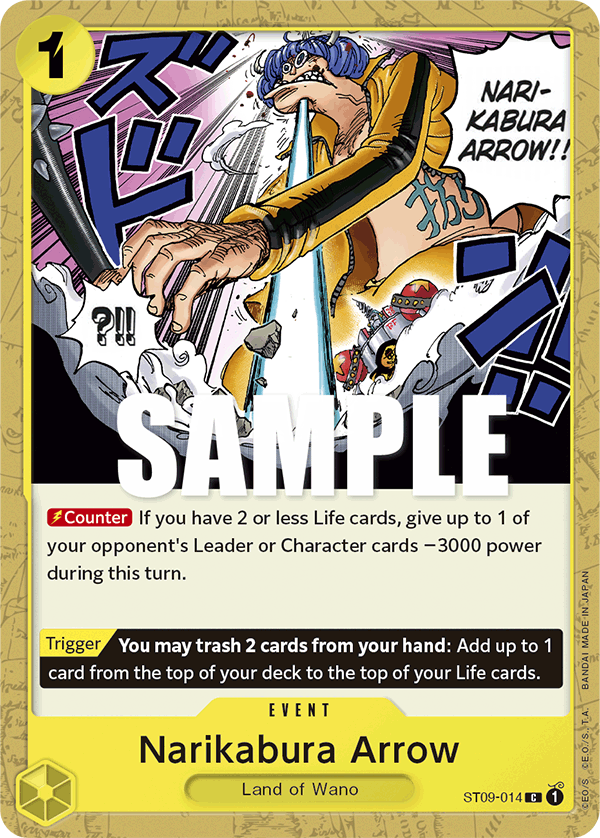 1
ズドン!!
NARI-
KABURA
ARROW!!
?!!
SAMPLE
Counter If you have 2 or less Life cards, give up to 1 of
your opponent's Leader or Character cards −3000 power
during this turn.
Trigger You may trash 2 cards from your hand: Add up to 1
card from the top of your deck to the top of your Life cards.
EVENT
Narikabura Arrow
Land of Wano
ST09-014 C 1
©E.O./S. ©E.O./S.,T.A. BANDAI MADE IN JAPAN